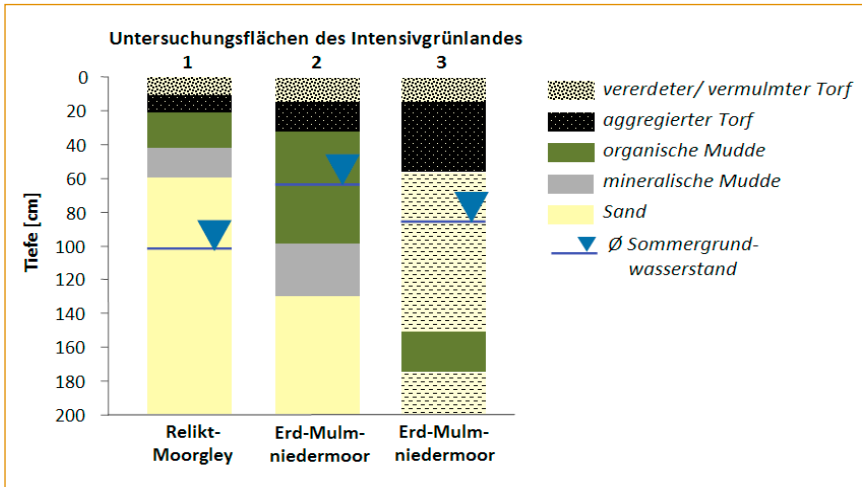 Untersuchungsflächen des Intensivgrünlandes
1 2 3
Tiefe [cm]
0
20
40
60
80
100
120
140
160
180
200
Relikt-
Moorgley
Erd-Mulm-
niedermoor
Erd-Mulm-
niedermoor
vererdeter/ vermulmter Torf
aggregierter Torf
organische Mudde
mineralische Mudde
Sand
Ø Sommergrund-
wasserstand